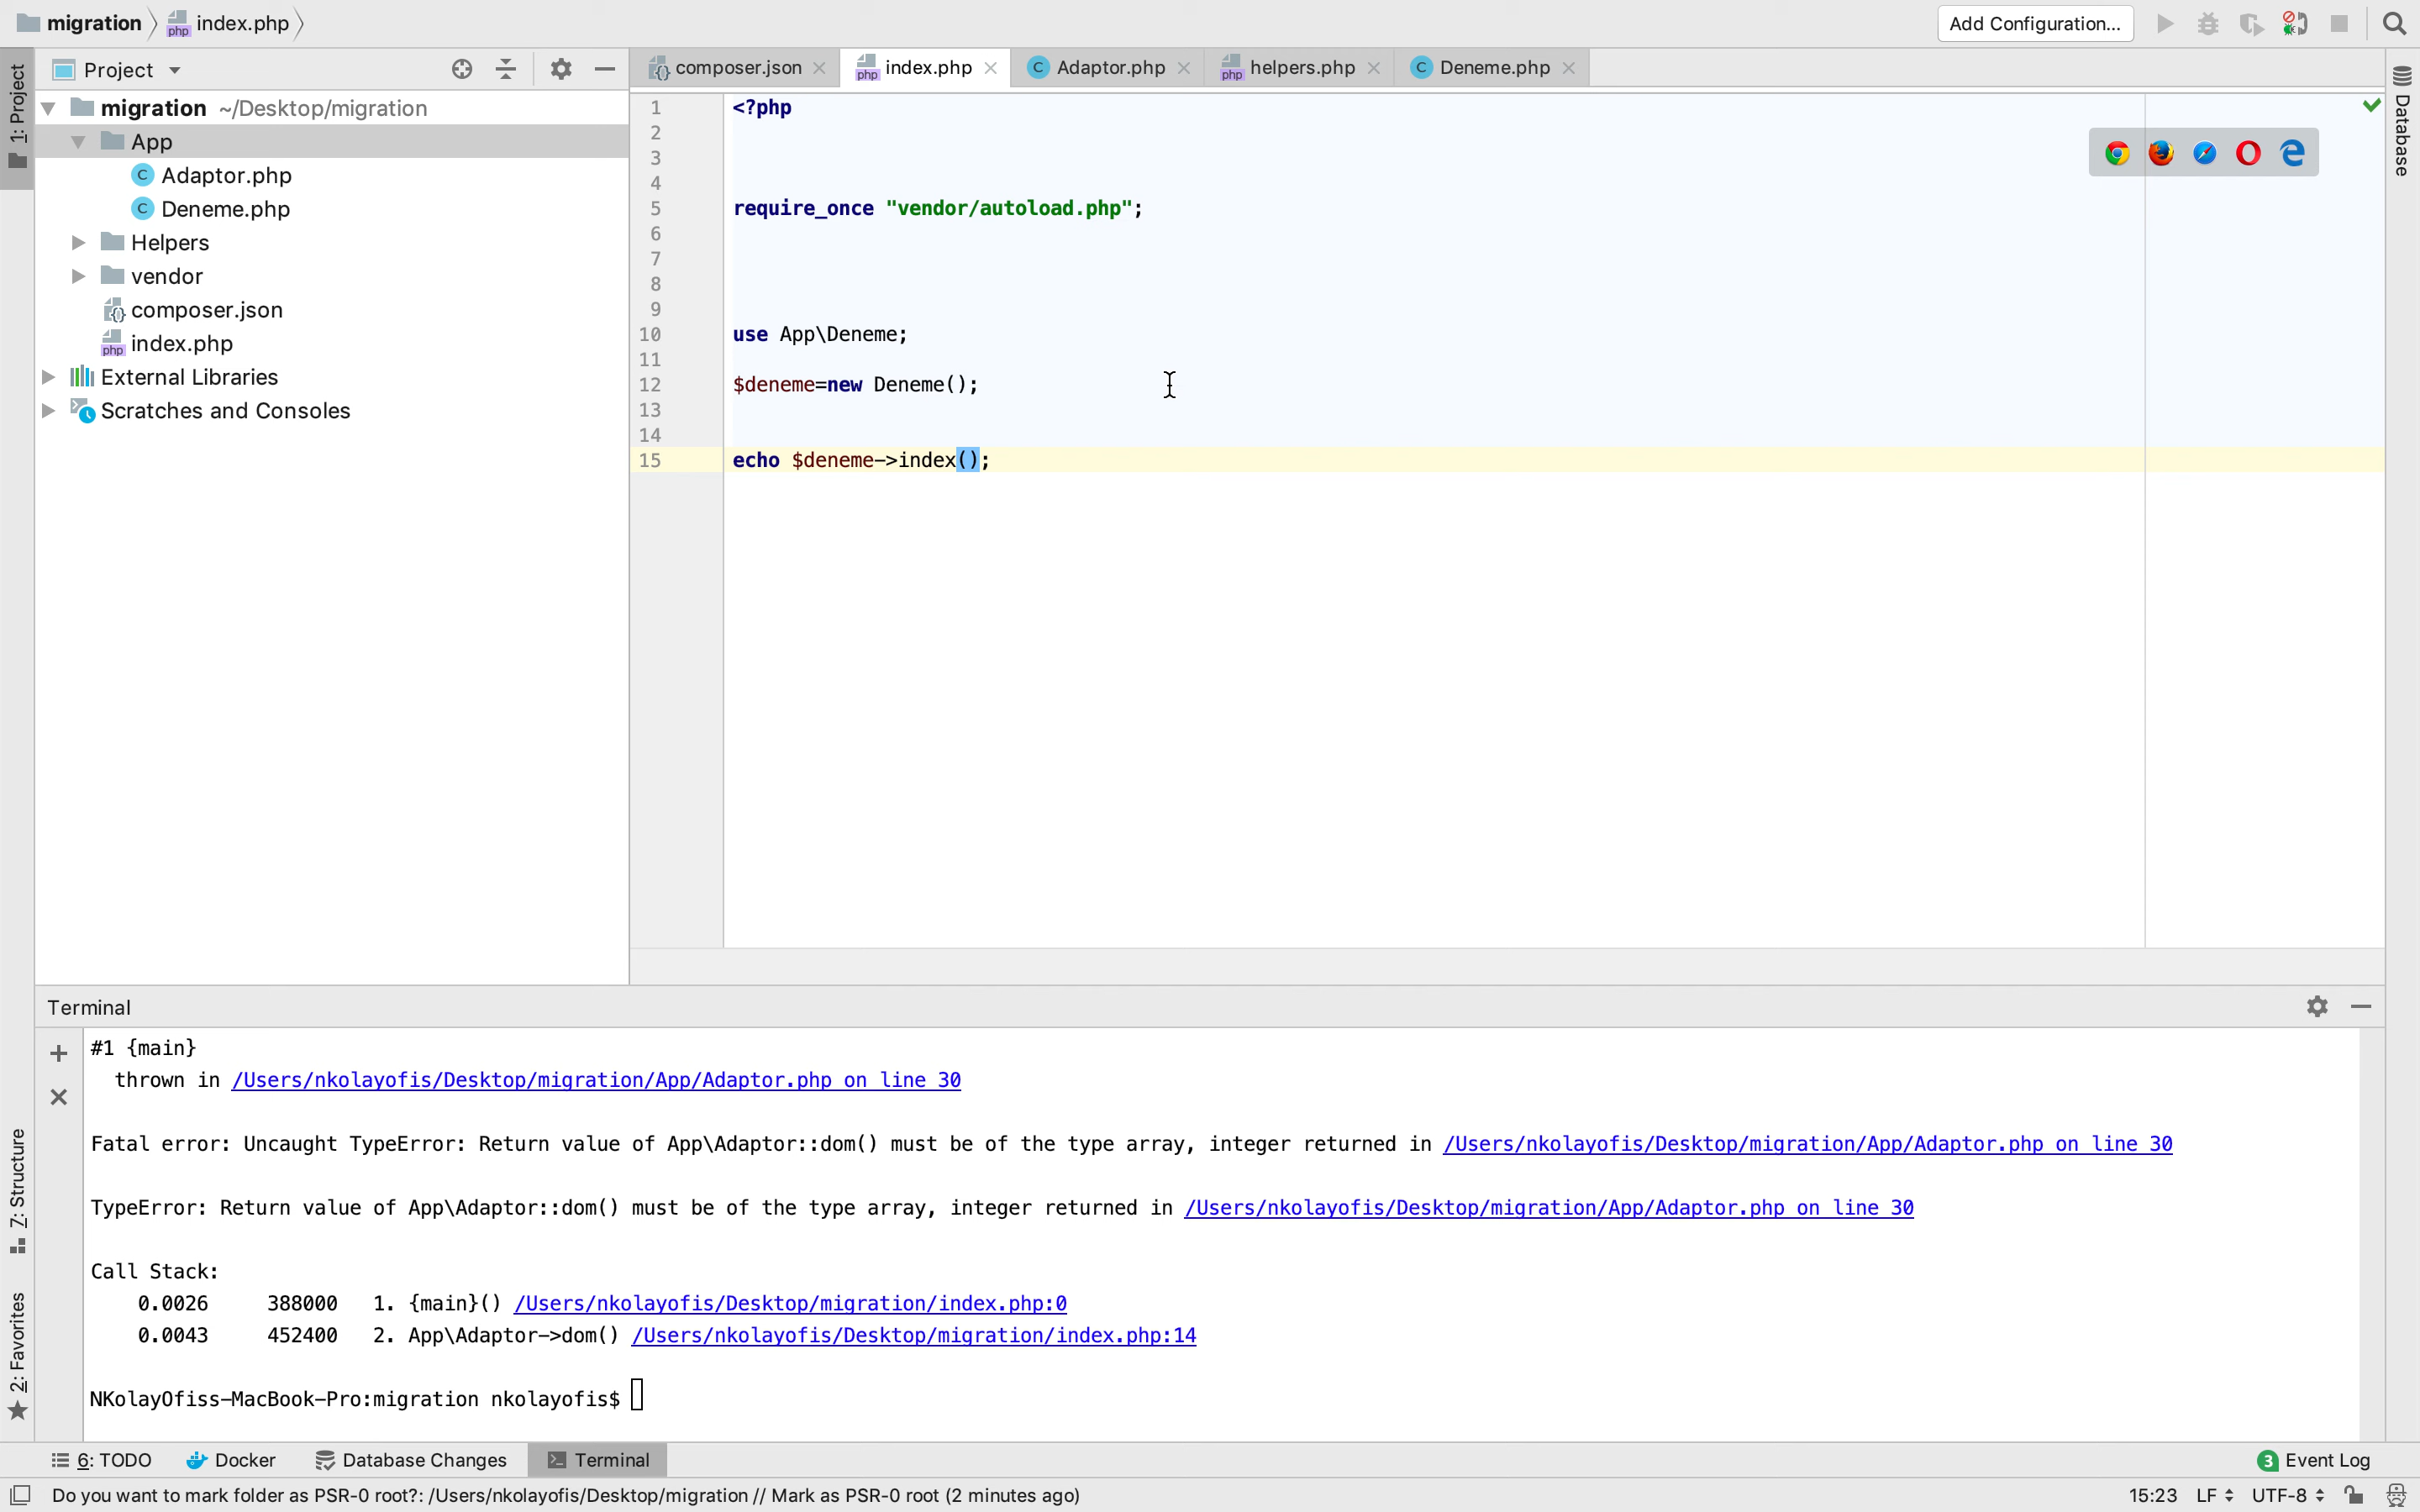 migration index.php Add Configuration...
1: Project
Project
composer.json index.php Adaptor.php helpers.php Deneme.php
Database
migration ~/Desktop/migration
App
Adaptor.php
Deneme.php
Helpers
vendor
composer.json
index.php
External Libraries
Scratches and Consoles
1 <?php
2
3
4
5 require_once "vendor/autoload.php";
6
7
8
9
10 use App\Deneme;
11
12 $deneme=new Deneme();
13
14
15 echo $deneme->index();
Terminal
#1 {main}
thrown in /Users/nkolayofis/Desktop/migration/App/Adaptor.php on line 30
Fatal error: Uncaught TypeError: Return value of App\Adaptor::dom() must be of the type array, integer returned in /Users/nkolayofis/Desktop/migration/App/Adaptor.php on line 30
TypeError: Return value of App\Adaptor::dom() must be of the type array, integer returned in /Users/nkolayofis/Desktop/migration/App/Adaptor.php on line 30
Call Stack:
0.0026 388000 1. {main}() /Users/nkolayofis/Desktop/migration/index.php:0
0.0043 452400 2. App\Adaptor->dom() /Users/nkolayofis/Desktop/migration/index.php:14
NKolayOfiss-MacBook-Pro:migration nkolayofis$
7: Structure
2: Favorites
6: TODO Docker Database Changes Terminal 3 Event Log
Do you want to mark folder as PSR-0 root?: /Users/nkolayofis/Desktop/migration // Mark as PSR-0 root (2 minutes ago) 15:23 LF UTF-8